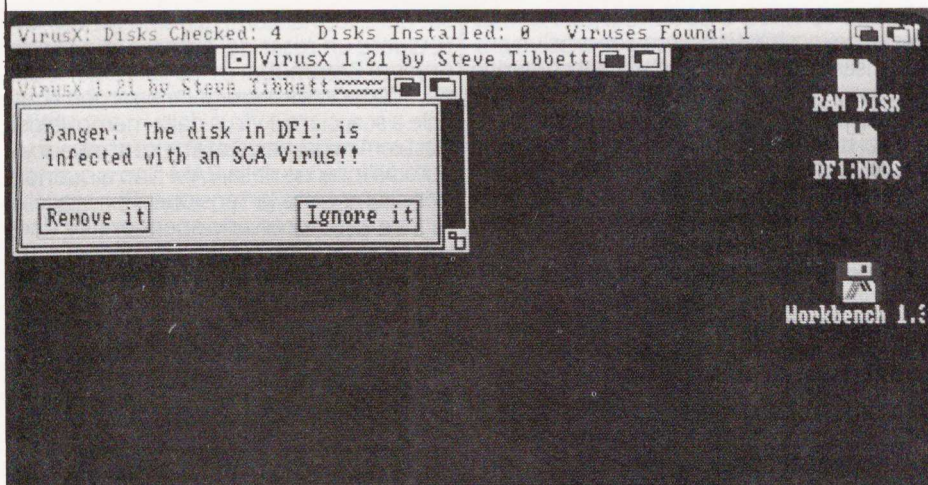 VirusX: Disks Checked: 4 Disks Installed: 0 Viruses Found: 1
VirusX 1.21 by Steve Tibbett
VirusX 1.21 by Steve Tibbett
Danger: The disk in DF1: is
infected with an SCA Virus!!
Remove it
Ignore it
RAM DISK
DF1:NDOS
Workbench 1.3